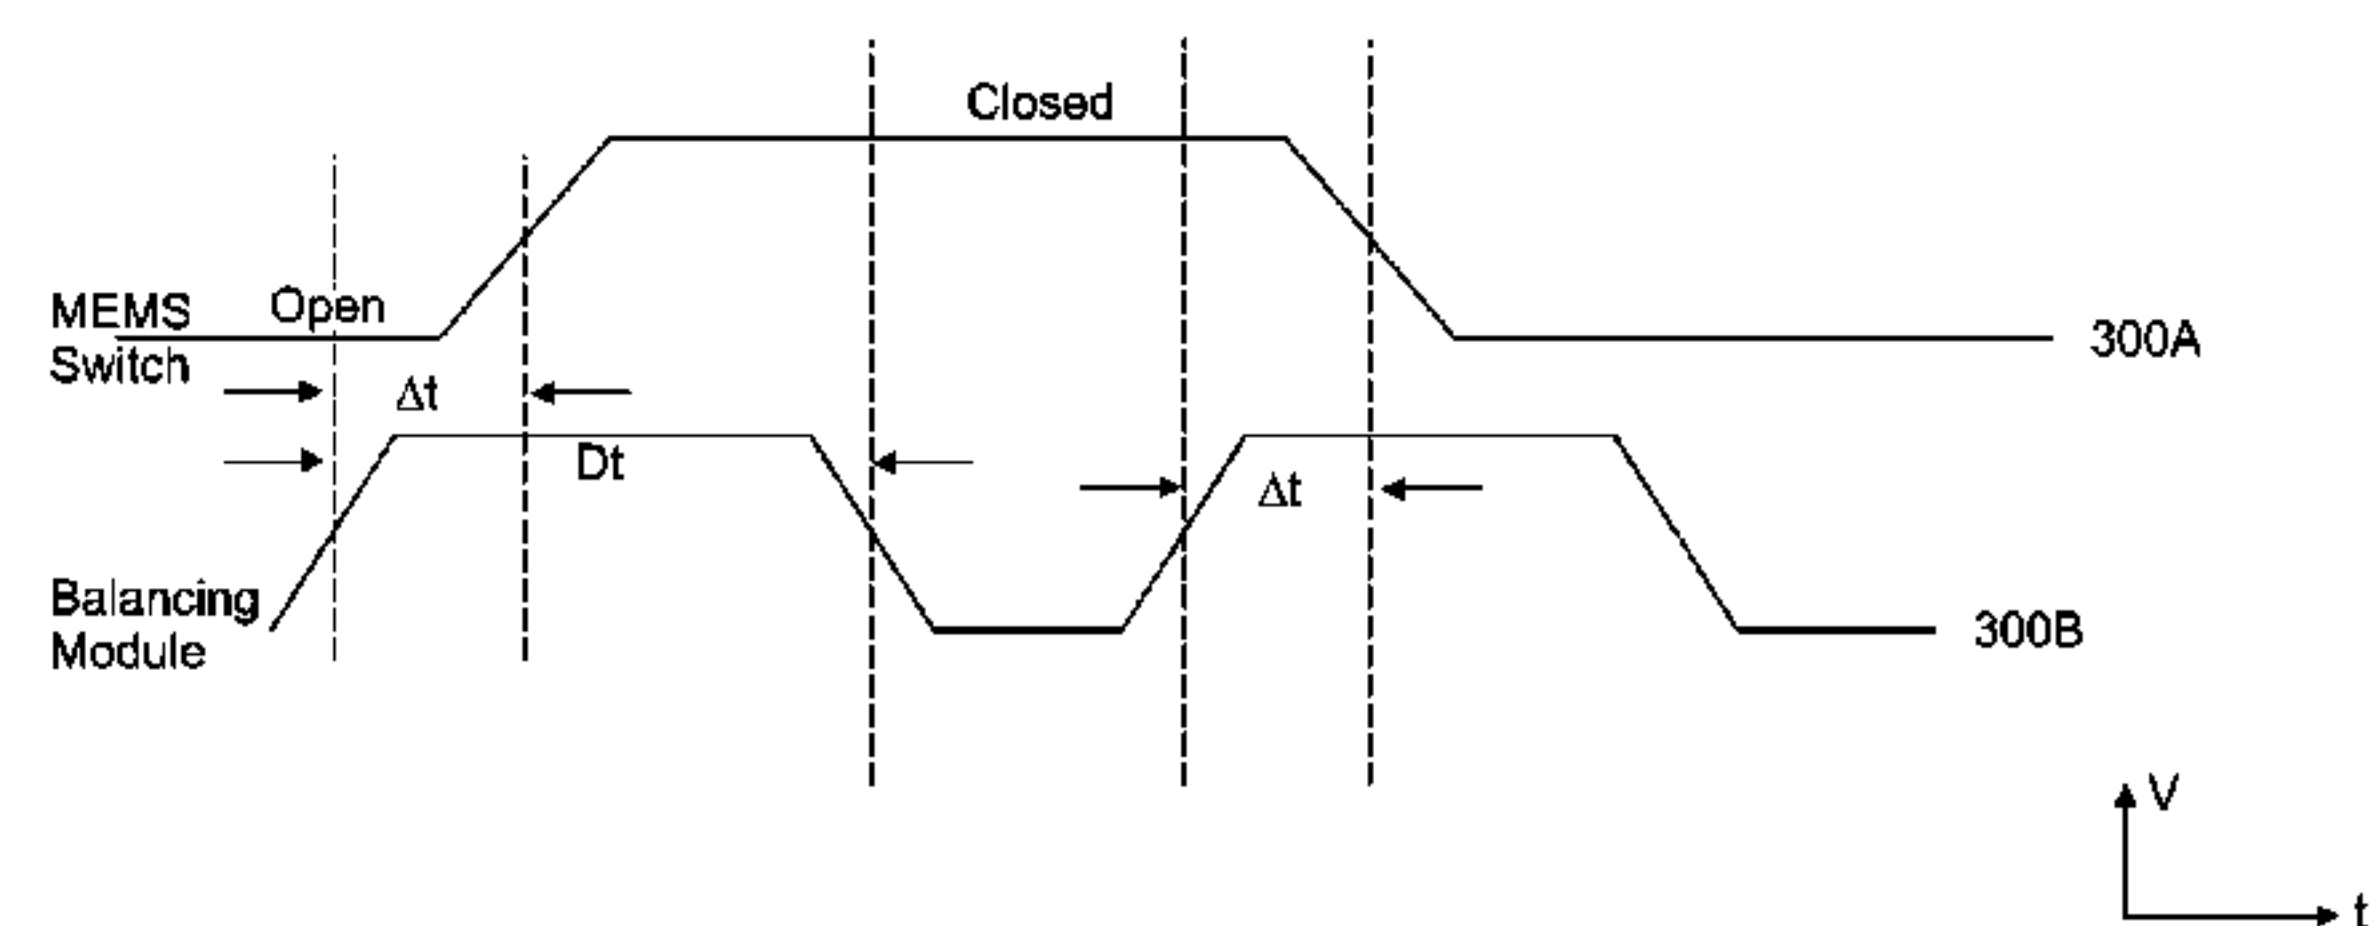 Closed
Open
MEMS
Switch
300A
Δt
Dt
Δt
Balancing
Module
300B
V
t